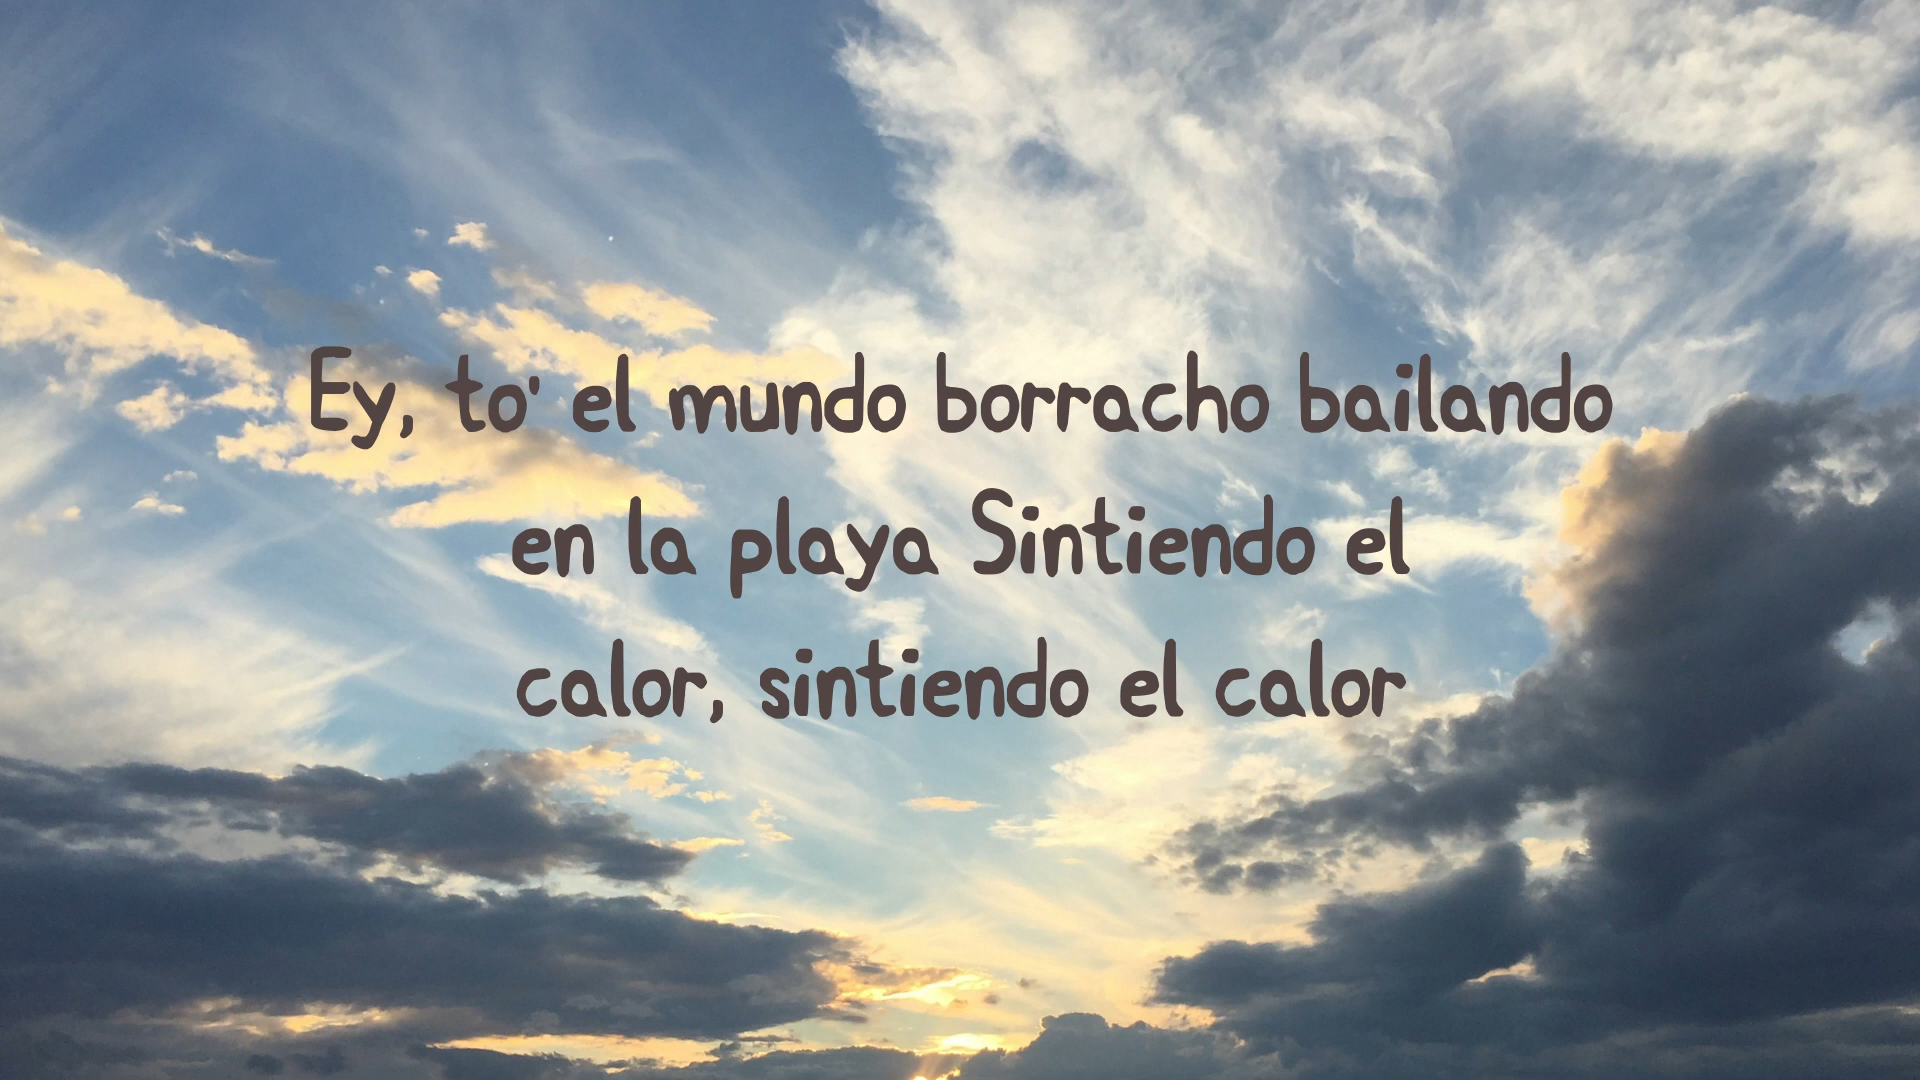 Ey, to' el mundo borracho bailando
en la playa Sintiendo el
calor, sintiendo el calor